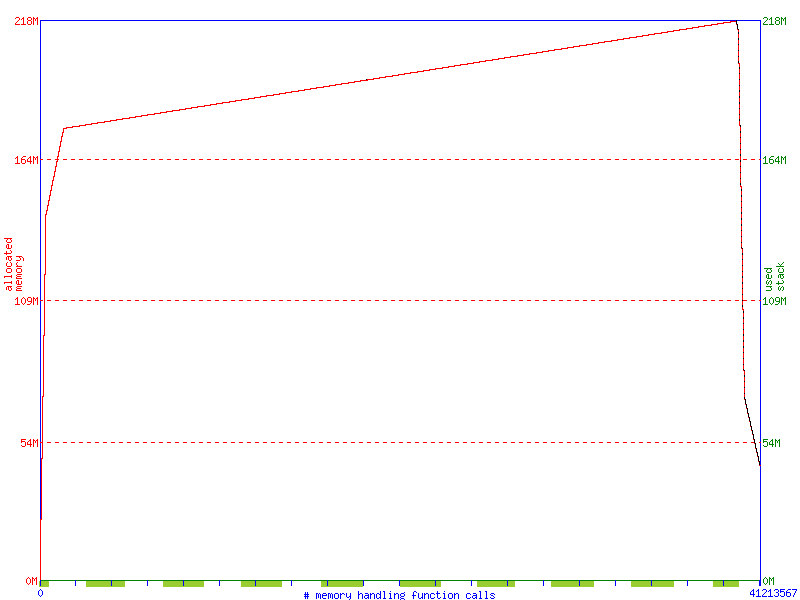 218M
218M
164M
164M
allocated
memory
used
stack
109M
109M
54M
54M
0M
0M
0
# memory handling function calls
41213567